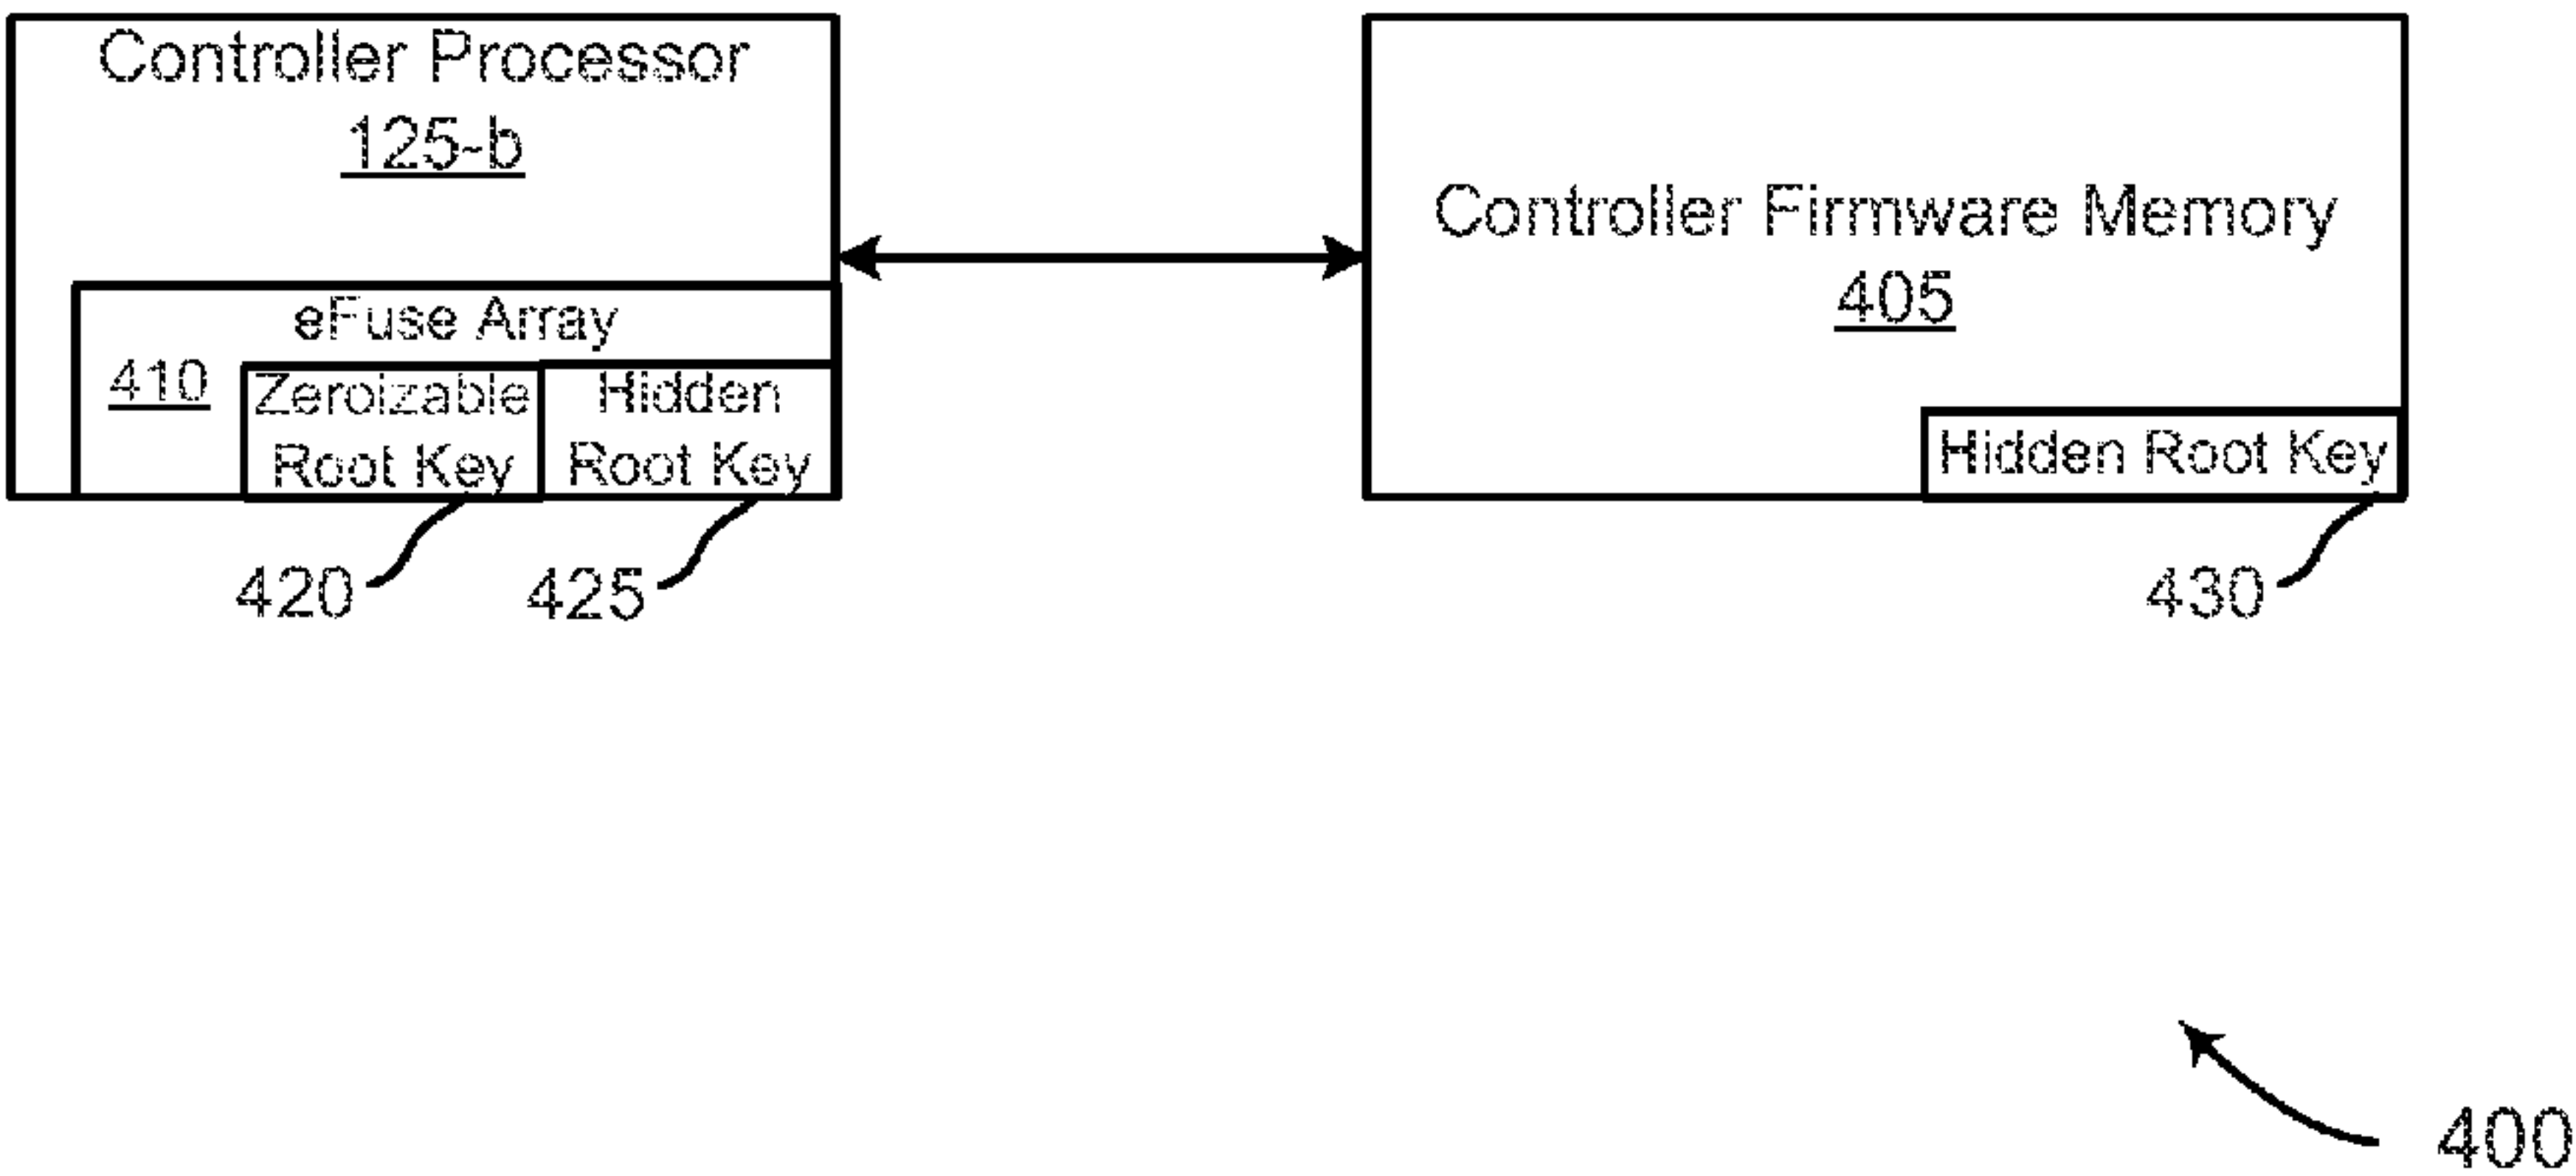 Controller Processor
125-b
eFuse Array
410
Zeroizable
Root Key
Hidden
Root Key
420
425
Controller Firmware Memory
405
Hidden Root Key
430
400